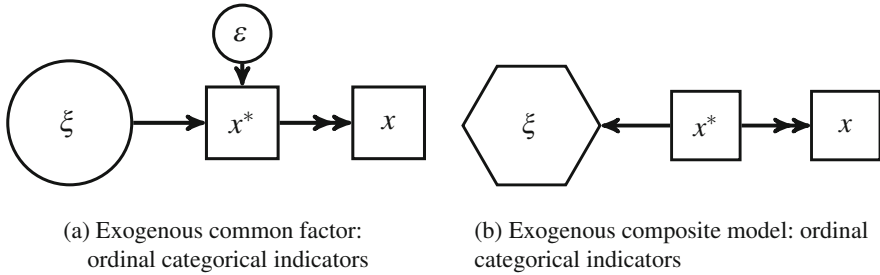 ε
ξ x* x
ξ x* x
(a) Exogenous common factor:
ordinal categorical indicators
(b) Exogenous composite model: ordinal
categorical indicators